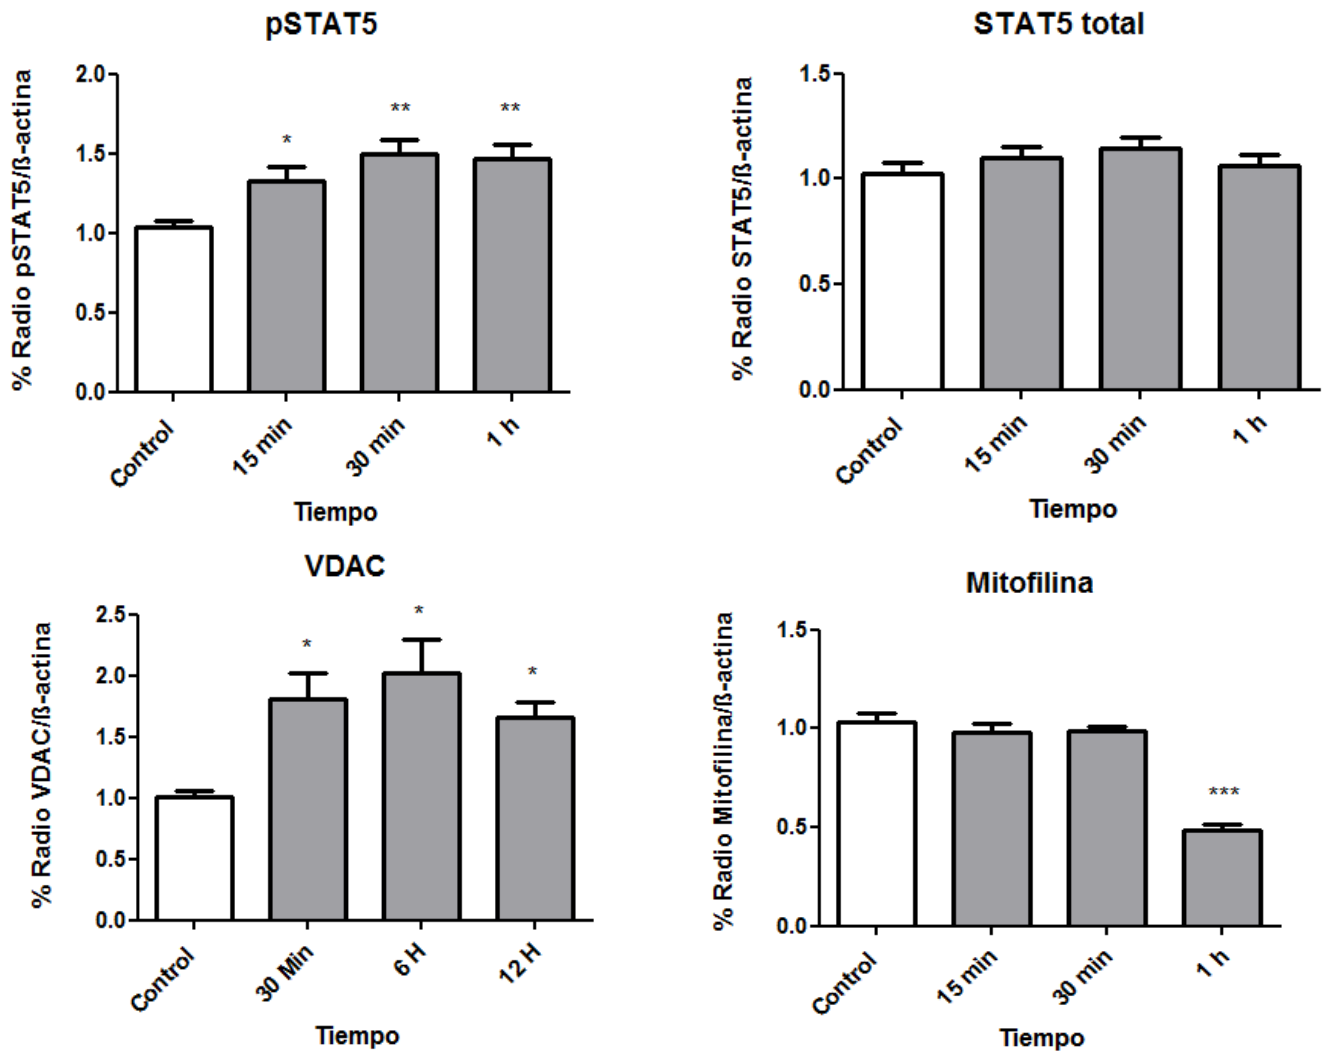 pSTAT5
% Radio pSTAT5/ß-actina
2.0
1.5
1.0
0.5
0.0
*
**
**
Control
15 min
30 min
1 h
Tiempo
STAT5 total
% Radio STAT5/ß-actina
1.5
1.0
0.5
0.0
Control
15 min
30 min
1 h
Tiempo
VDAC
% Radio VDAC/ß-actina
2.5
2.0
1.5
1.0
0.5
0.0
*
*
*
Control
30 Min
6 H
12 H
Tiempo
Mitofilina
% Radio Mitofilina/ß-actina
1.5
1.0
0.5
0.0
***
Control
15 min
30 min
1 h
Tiempo